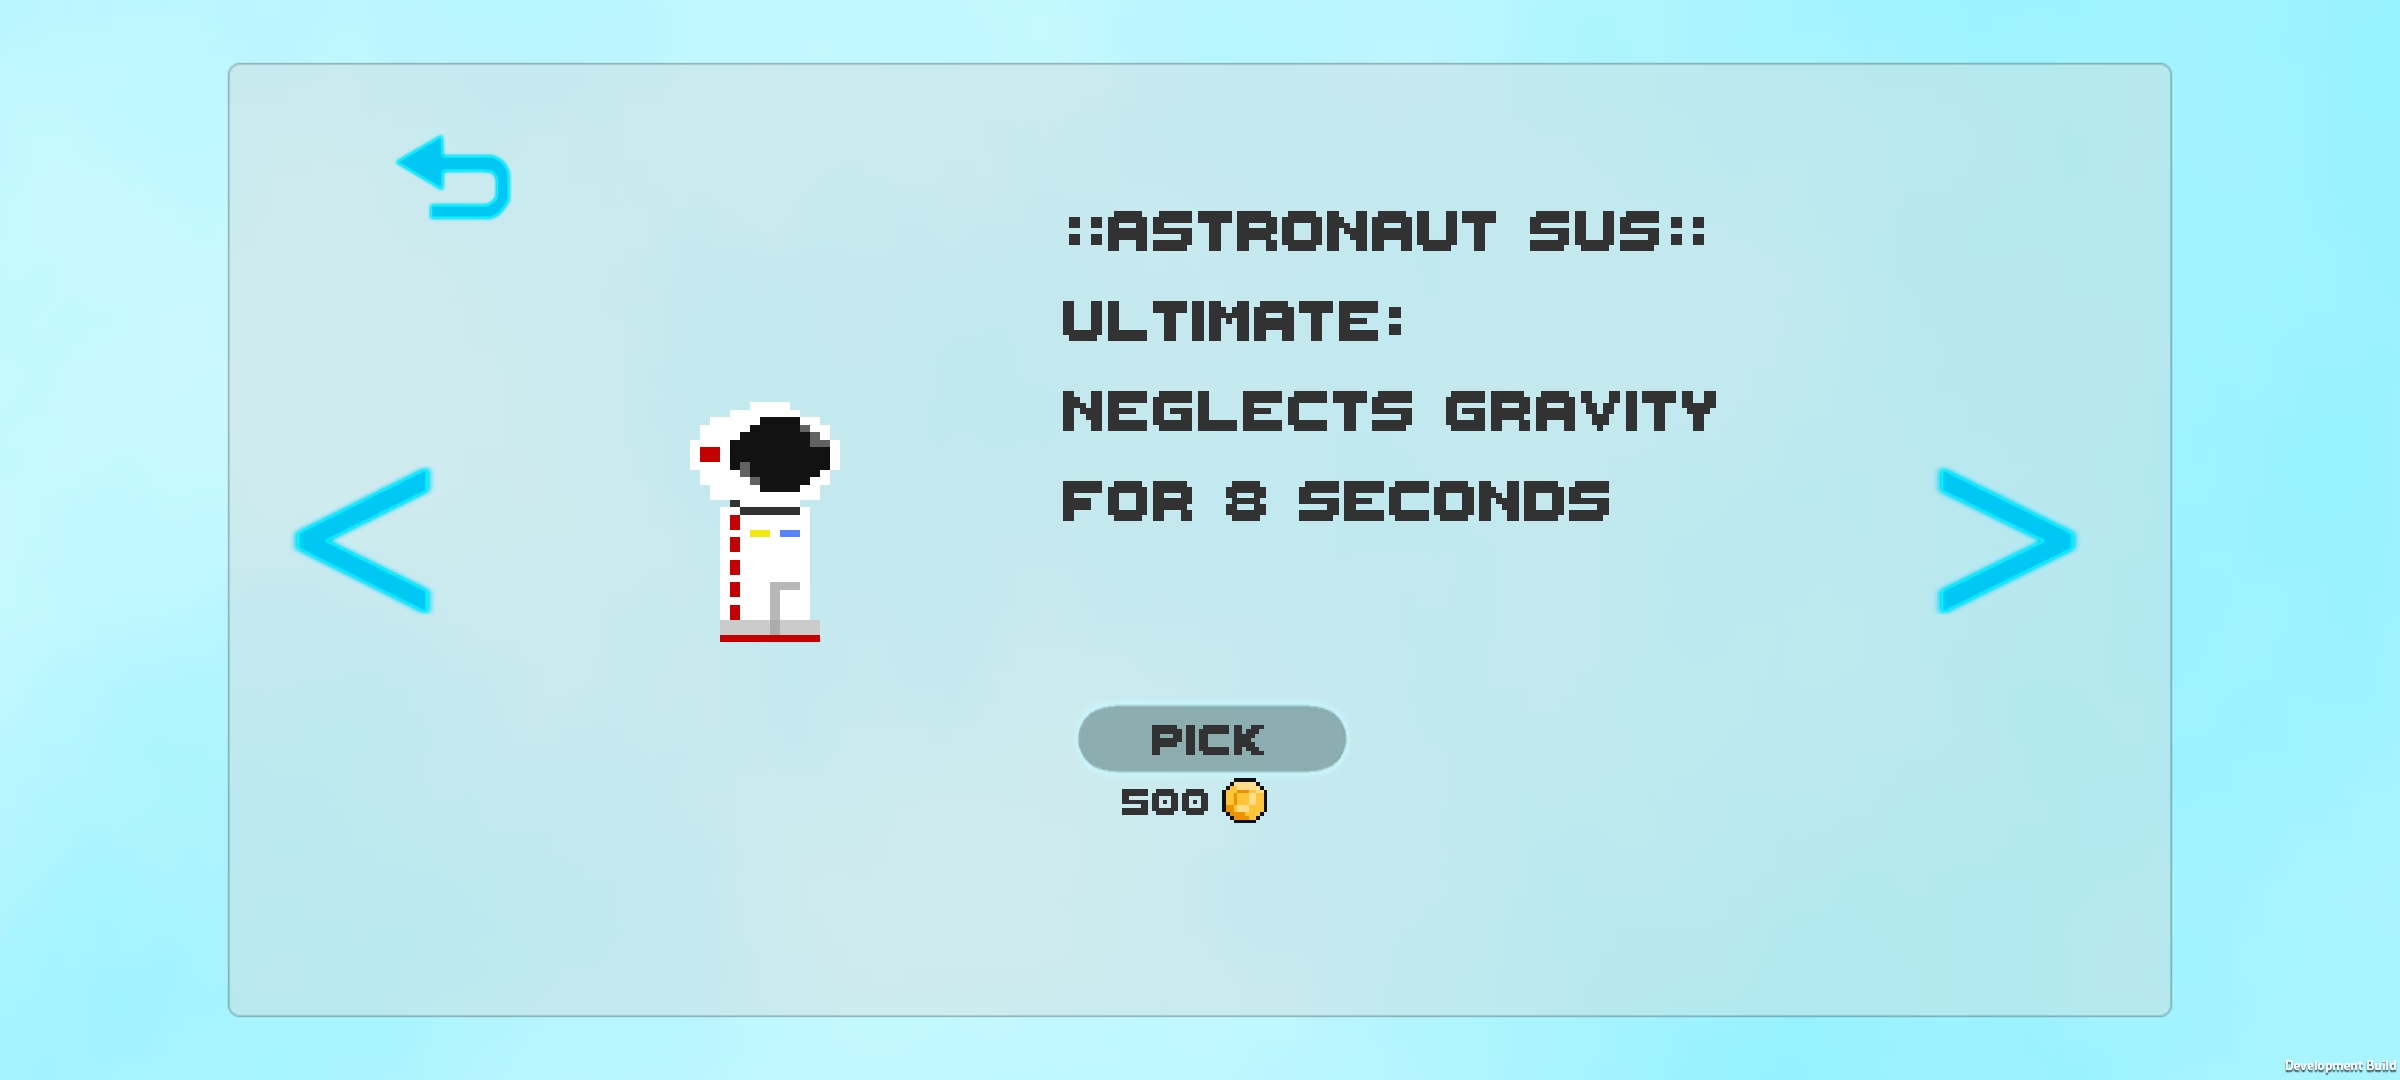 ::ASTRONAUT SUS::
ULTIMATE:
NEGLECTS GRAVITY
FOR 8 SECONDS
PICK
500
Development Build